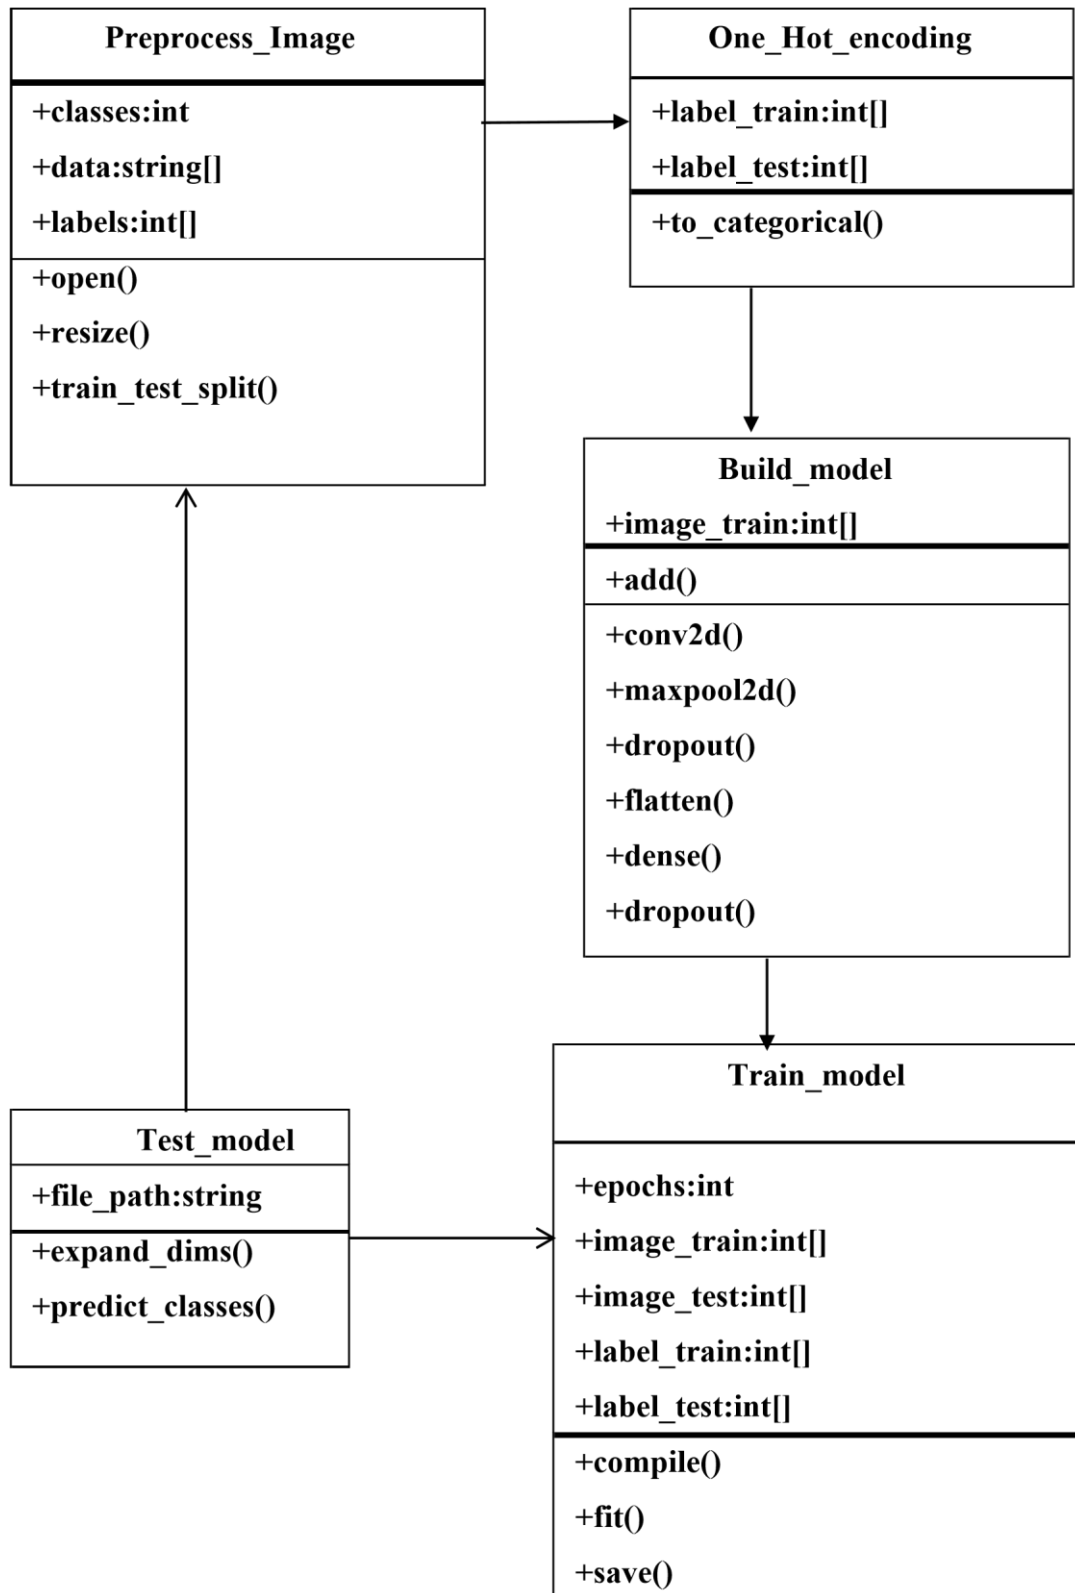 Preprocess_Image
+classes:int
+data:string[]
+labels:int[]
+open()
+resize()
+train_test_split()
One_Hot_encoding
+label_train:int[]
+label_test:int[]
+to_categorical()
Build_model
+image_train:int[]
+add()
+conv2d()
+maxpool2d()
+dropout()
+flatten()
+dense()
+dropout()
Test_model
+file_path:string
+expand_dims()
+predict_classes()
Train_model
+epochs:int
+image_train:int[]
+image_test:int[]
+label_train:int[]
+label_test:int[]
+compile()
+fit()
+save()